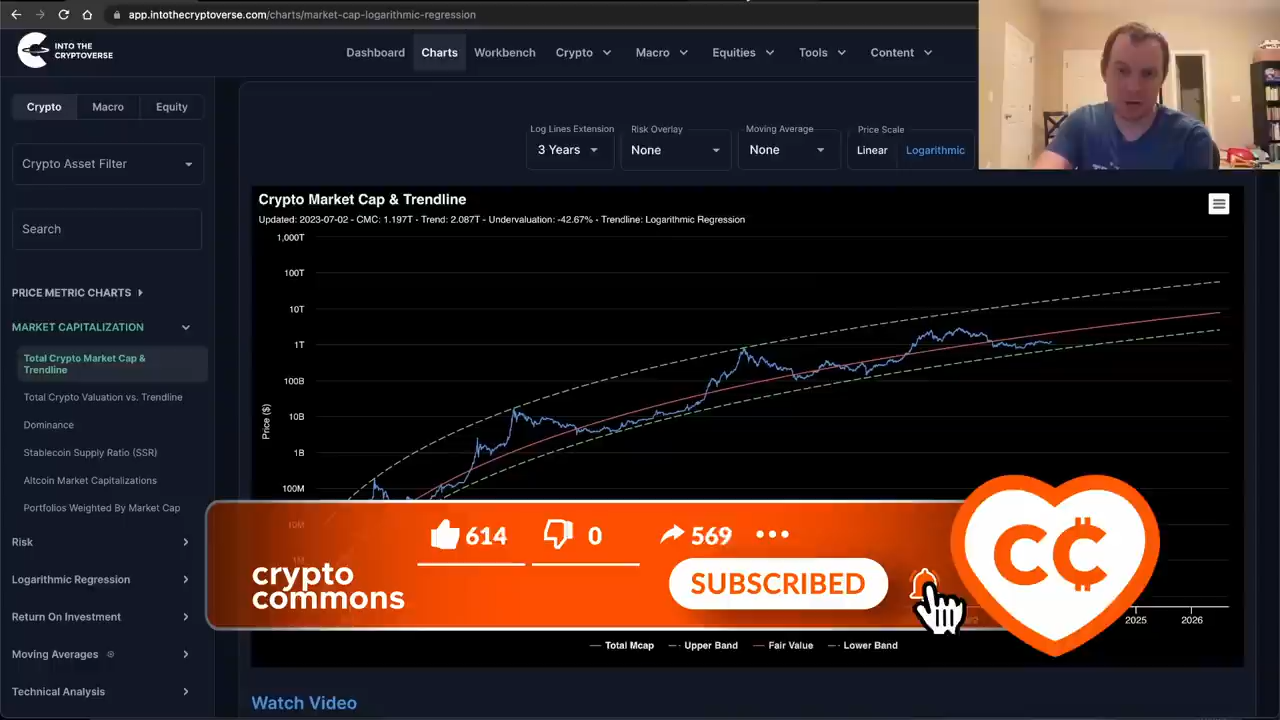 app.intothecryptoverse.com/charts/market-cap-logarithmic-regression
INTO THE
CRYPTOVERSE
Dashboard
Charts
Workbench
Crypto
Macro
Equities
Tools
Content
Crypto
Macro
Equity
Crypto Asset Filter
Search
PRICE METRIC CHARTS
MARKET CAPITALIZATION
Total Crypto Market Cap &
Trendline
Total Crypto Valuation vs. Trendline
Dominance
Stablecoin Supply Ratio (SSR)
Altcoin Market Capitalizations
Portfolios Weighted By Market Cap
Risk
Logarithmic Regression
Return On Investment
Moving Averages
Technical Analysis
Log Lines Extension
3 Years
Risk Overlay
None
Moving Average
None
Price Scale
Linear
Logarithmic
Crypto Market Cap & Trendline
Updated: 2023-07-02 - CMC: 1.197T - Trend: 2.087T - Undervaluation: -42.67% - Trendline: Logarithmic Regression
1,000T
100T
10T
1T
100B
10B
1B
100M
10M
Price ($)
2025
2026
Total Mcap
Upper Band
Fair Value
Lower Band
614
0
569
crypto
commons
SUBSCRIBED
Watch Video